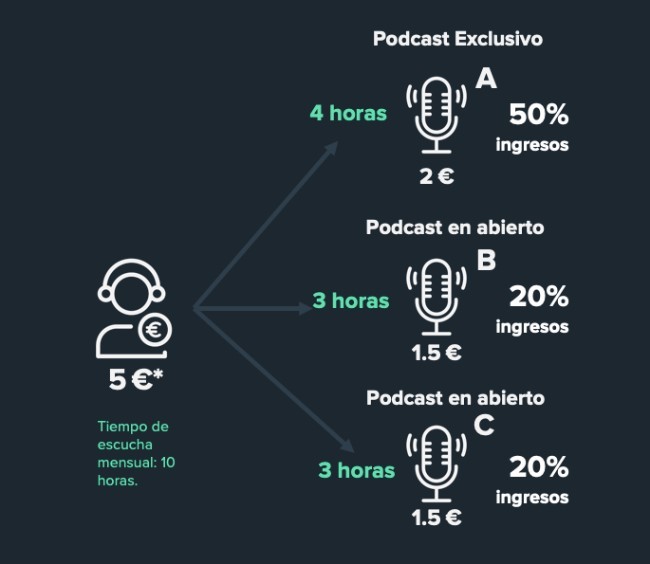 Podcast Exclusivo
A
4 horas
50%
ingresos
2 €
Podcast en abierto
B
3 horas
20%
ingresos
1.5 €
€
5 €*
Tiempo de
escucha
mensual: 10
horas.
Podcast en abierto
C
3 horas
20%
ingresos
1.5 €